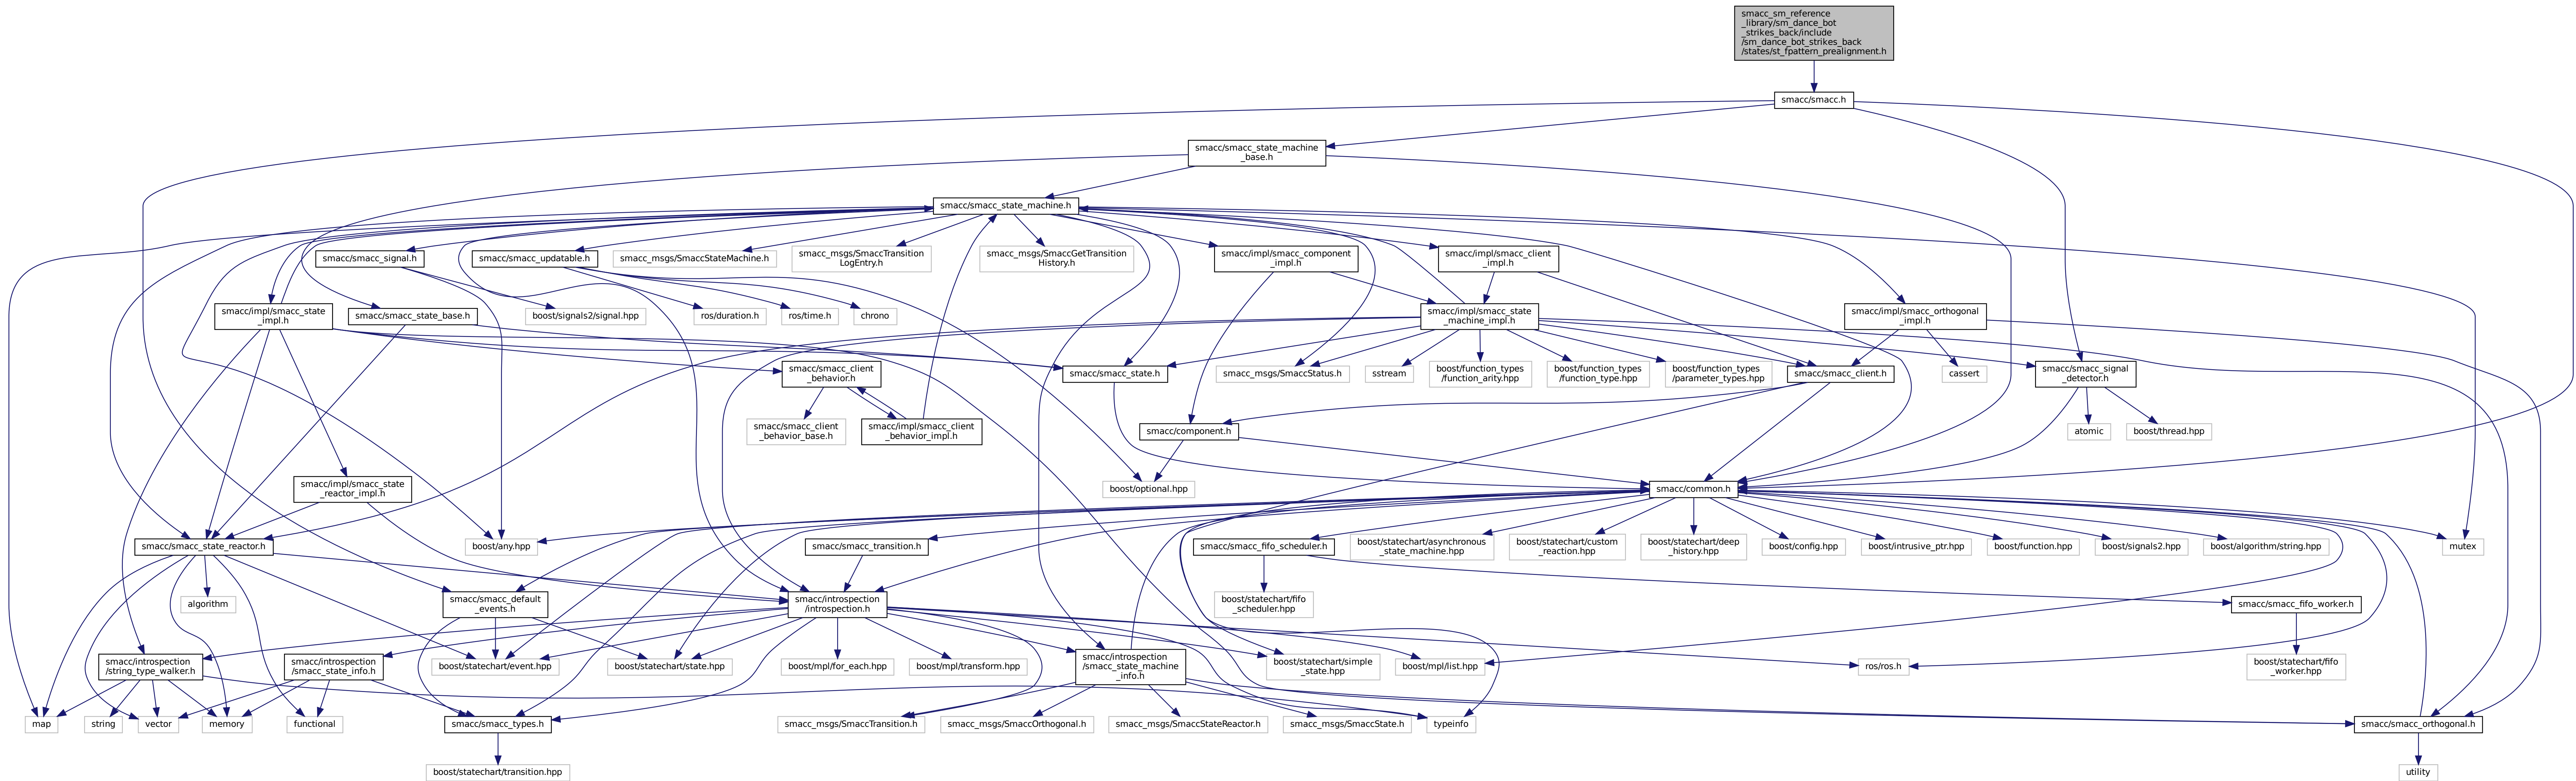 smacc_sm_reference
_library/sm_dance_bot
_strikes_back/include
/sm_dance_bot_strikes_back
/states/st_fpattern_prealignment.h
smacc/smacc.h
smacc/smacc_state_machine
_base.h
smacc/smacc_state_machine.h
smacc/smacc_signal.h
smacc/smacc_updatable.h
smacc_msgs/SmaccStateMachine.h
smacc_msgs/SmaccTransition
LogEntry.h
smacc_msgs/SmaccGetTransition
History.h
smacc/impl/smacc_component
_impl.h
smacc/impl/smacc_client
_impl.h
smacc/impl/smacc_state
_impl.h
smacc/smacc_state_base.h
boost/signals2/signal.hpp
ros/duration.h
ros/time.h
chrono
smacc/impl/smacc_state
_machine_impl.h
smacc/impl/smacc_orthogonal
_impl.h
smacc/smacc_client
_behavior.h
smacc/smacc_state.h
smacc_msgs/SmaccStatus.h
sstream
boost/function_types
/function_arity.hpp
boost/function_types
/function_type.hpp
boost/function_types
/parameter_types.hpp
smacc/smacc_client.h
cassert
smacc/smacc_signal
_detector.h
smacc/smacc_client
_behavior_base.h
smacc/impl/smacc_client
_behavior_impl.h
smacc/component.h
atomic
boost/thread.hpp
smacc/impl/smacc_state
_reactor_impl.h
boost/optional.hpp
smacc/common.h
smacc/smacc_state_reactor.h
boost/any.hpp
smacc/smacc_transition.h
smacc/smacc_fifo_scheduler.h
boost/statechart/asynchronous
_state_machine.hpp
boost/statechart/custom
_reaction.hpp
boost/statechart/deep
_history.hpp
boost/config.hpp
boost/intrusive_ptr.hpp
boost/function.hpp
boost/signals2.hpp
boost/algorithm/string.hpp
mutex
algorithm
smacc/smacc_default
_events.h
smacc/introspection
/introspection.h
boost/statechart/fifo
_scheduler.hpp
smacc/smacc_fifo_worker.h
smacc/introspection
/string_type_walker.h
smacc/introspection
/smacc_state_info.h
boost/statechart/event.hpp
boost/statechart/state.hpp
boost/mpl/for_each.hpp
boost/mpl/transform.hpp
smacc/introspection
/smacc_state_machine
_info.h
boost/statechart/simple
_state.hpp
boost/mpl/list.hpp
ros/ros.h
boost/statechart/fifo
_worker.hpp
map
string
vector
memory
functional
smacc/smacc_types.h
smacc_msgs/SmaccTransition.h
smacc_msgs/SmaccOrthogonal.h
smacc_msgs/SmaccStateReactor.h
smacc_msgs/SmaccState.h
typeinfo
smacc/smacc_orthogonal.h
boost/statechart/transition.hpp
utility